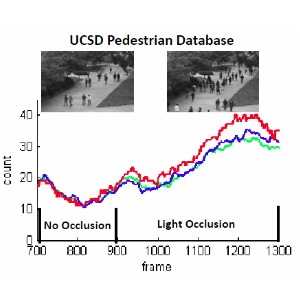 UCSD Pedestrian Database
40
30
20
10
0
count
No Occlusion
Light Occlusion
700 800 900 1000 1100 1200 1300
frame